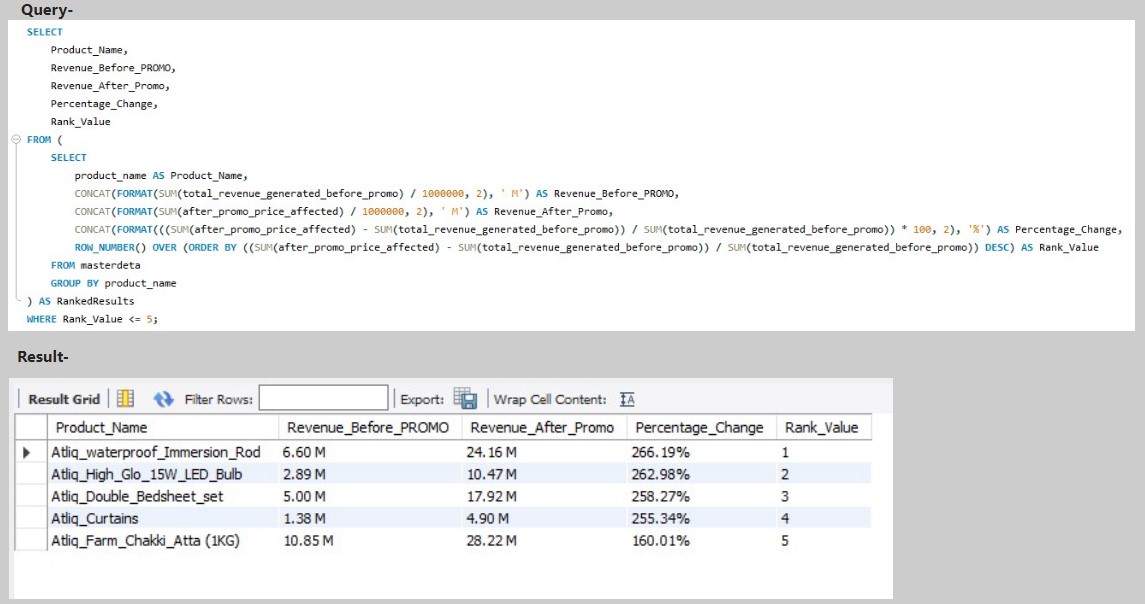 Query-
SELECT
Product_Name,
Revenue_Before_PROMO,
Revenue_After_Promo,
Percentage_Change,
Rank_Value
FROM (
SELECT
product_name AS Product_Name,
CONCAT(FORMAT(SUM(total_revenue_generated_before_promo) / 1000000, 2), ' M') AS Revenue_Before_PROMO,
CONCAT(FORMAT(SUM(after_promo_price_affected) / 1000000, 2), ' M') AS Revenue_After_Promo,
CONCAT(FORMAT(((SUM(after_promo_price_affected) - SUM(total_revenue_generated_before_promo)) / SUM(total_revenue_generated_before_promo)) * 100, 2), '%') AS Percentage_Change,
ROW_NUMBER() OVER (ORDER BY ((SUM(after_promo_price_affected) - SUM(total_revenue_generated_before_promo)) / SUM(total_revenue_generated_before_promo)) DESC) AS Rank_Value
FROM masterdeta
GROUP BY product_name
) AS RankedResults
WHERE Rank_Value <= 5;
Result-
Result Grid Filter Rows: Export: Wrap Cell Content:
Product_Name Revenue_Before_PROMO Revenue_After_Promo Percentage_Change Rank_Value
Atliq_waterproof_Immersion_Rod 6.60 M 24.16 M 266.19% 1
Atliq_High_Glo_15W_LED_Bulb 2.89 M 10.47 M 262.98% 2
Atliq_Double_Bedsheet_set 5.00 M 17.92 M 258.27% 3
Atliq_Curtains 1.38 M 4.90 M 255.34% 4
Atliq_Farm_Chakki_Atta (1KG) 10.85 M 28.22 M 160.01% 5